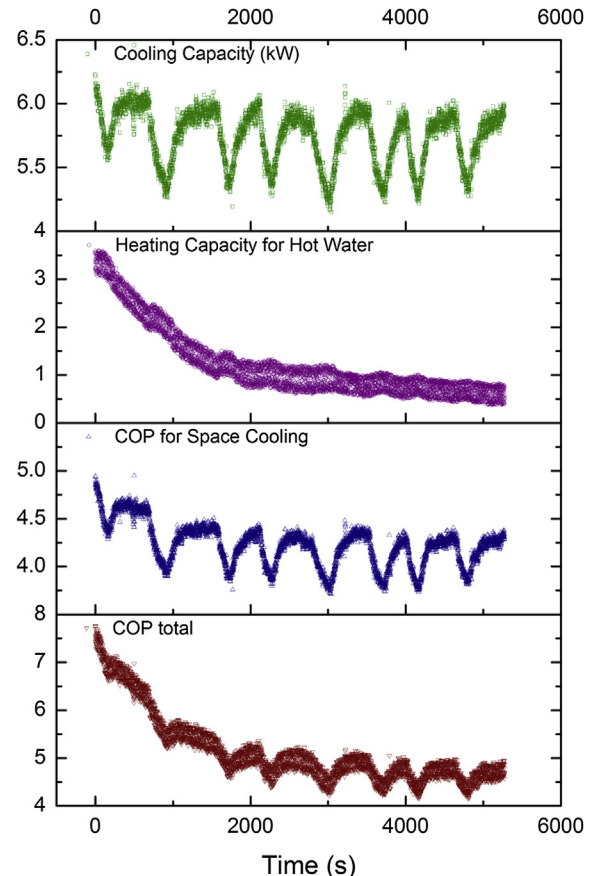 0 2000 4000 6000
6.5
Cooling Capacity (kW)
6.0
5.5
4
Heating Capacity for Hot Water
3
2
1
0
COP for Space Cooling
5.0
4.5
4.0
8
COP total
7
6
5
4
0 2000 4000 6000
Time (s)